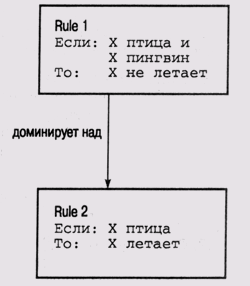 Rule 1
Если: X птица и
X пингвин
То: X не летает
доминирует над
Rule 2
Если: X птица
То: X летает